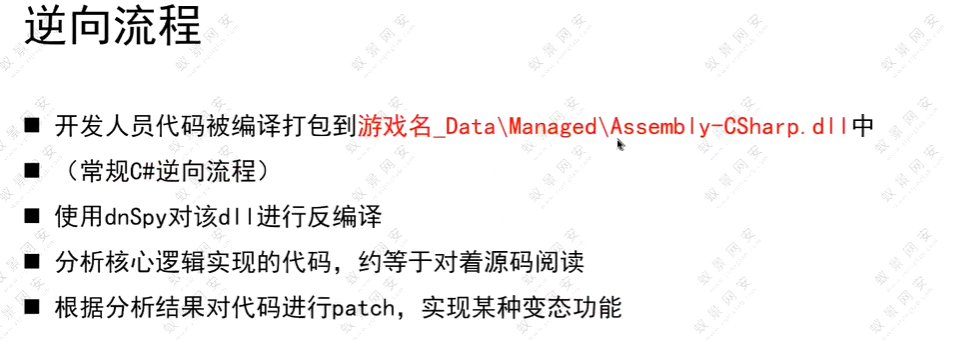 逆向流程
■ 开发人员代码被编译打包到游戏名_Data\Managed\Assembly-CSharp.dll中
■ （常规C#逆向流程）
■ 使用dnSpy对该dll进行反编译
■ 分析核心逻辑实现的代码，约等于对着源码阅读
■ 根据分析结果对代码进行patch，实现某种变态功能
蚁景网安